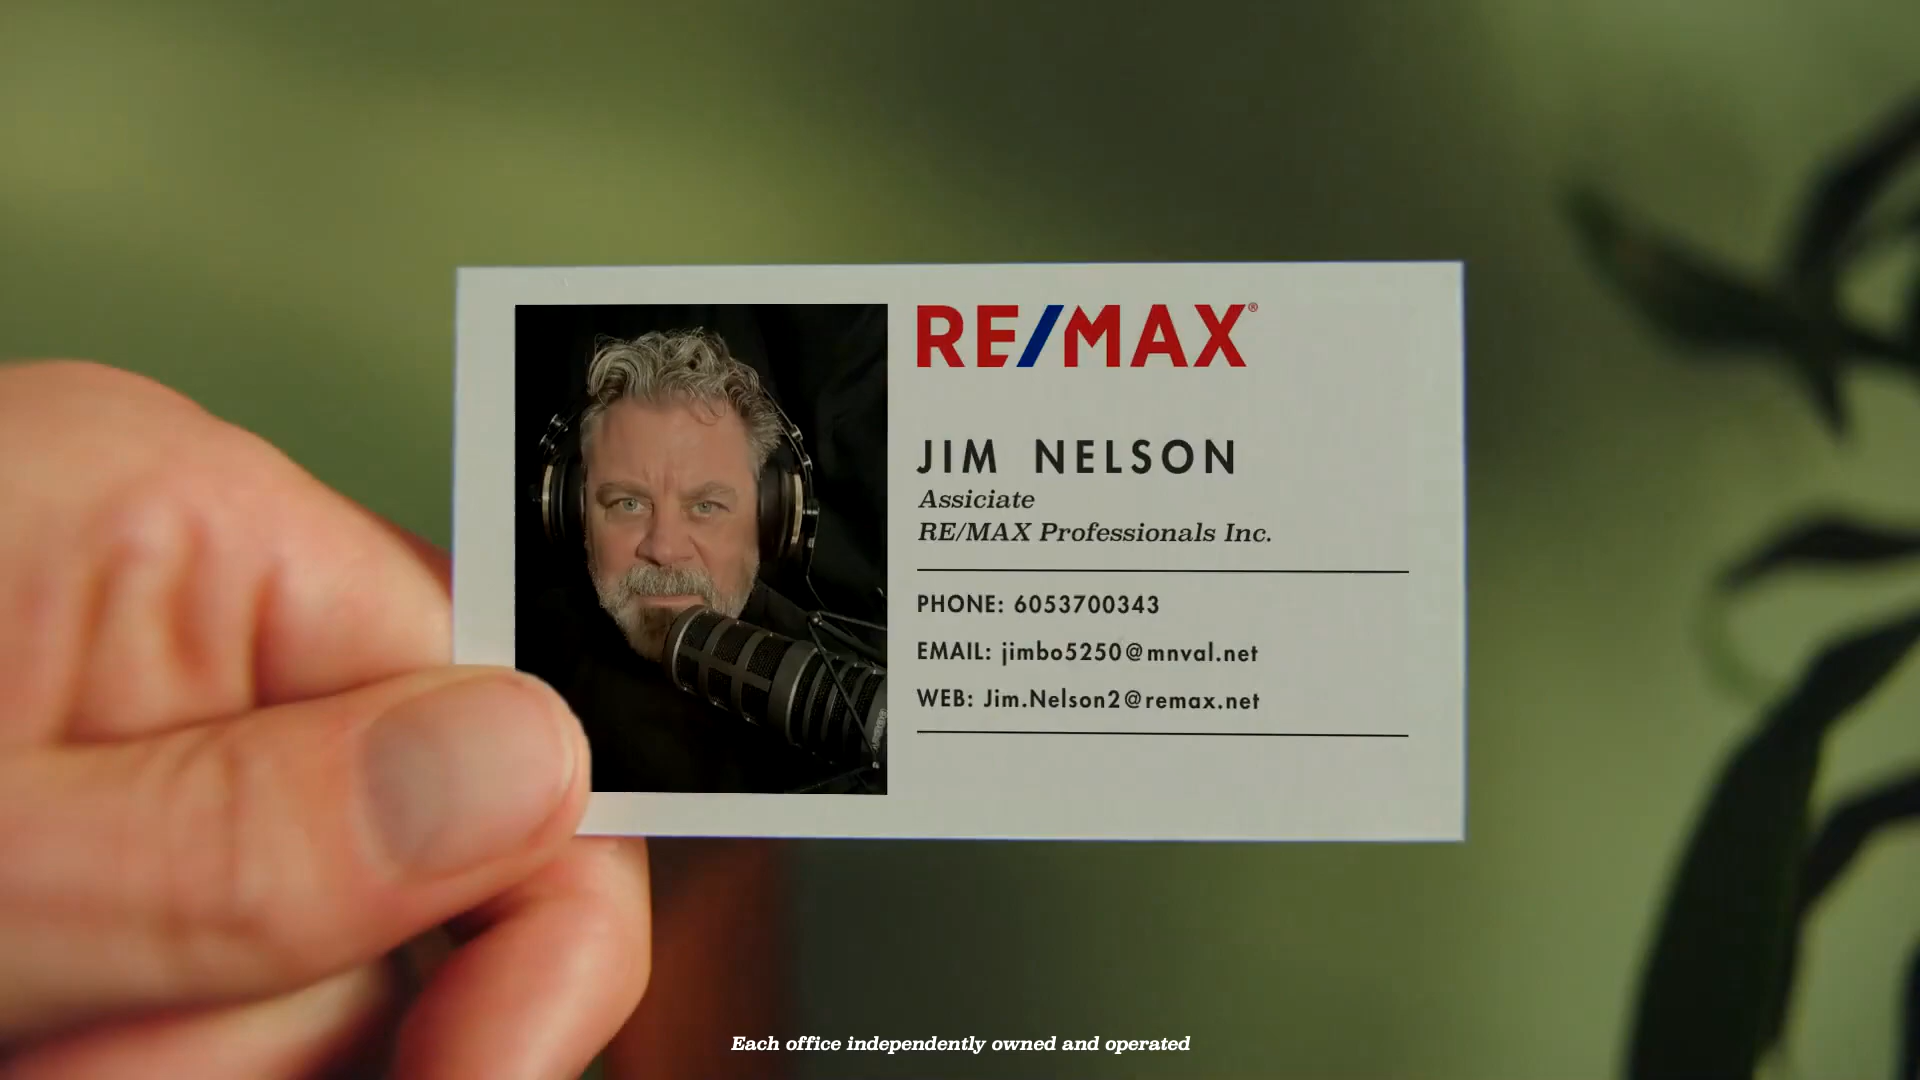 RE/MAX®
JIM NELSON
Assiciate
RE/MAX Professionals Inc.
PHONE: 6053700343
EMAIL: jimbo5250@mnval.net
WEB: Jim.Nelson2@remax.net
Each office independently owned and operated